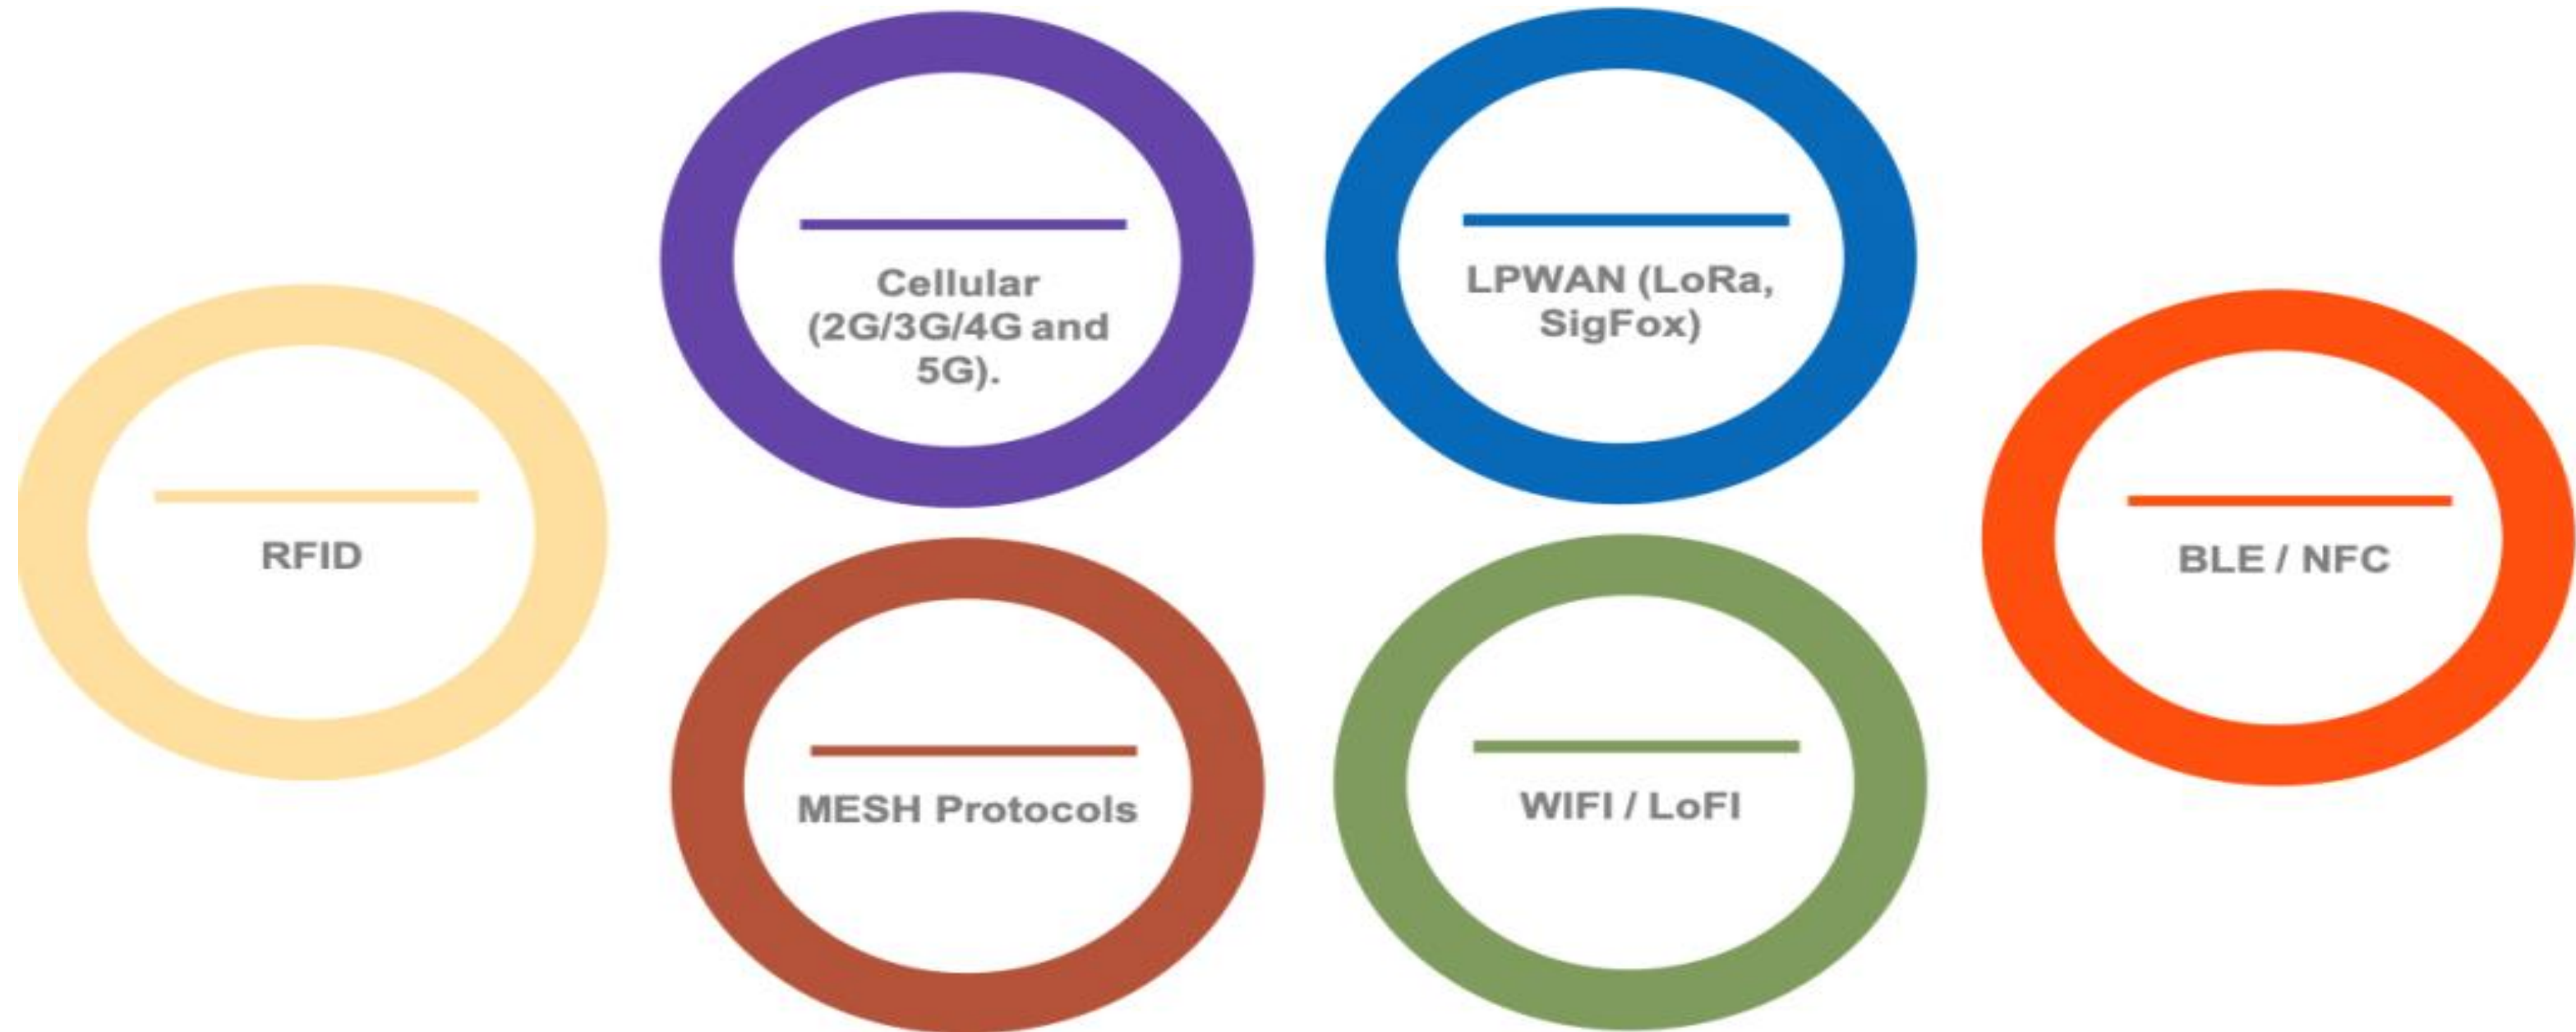 Cellular
(2G/3G/4G and
5G).
LPWAN (LoRa,
SigFox)
RFID
BLE / NFC
MESH Protocols
WIFI / LoFI